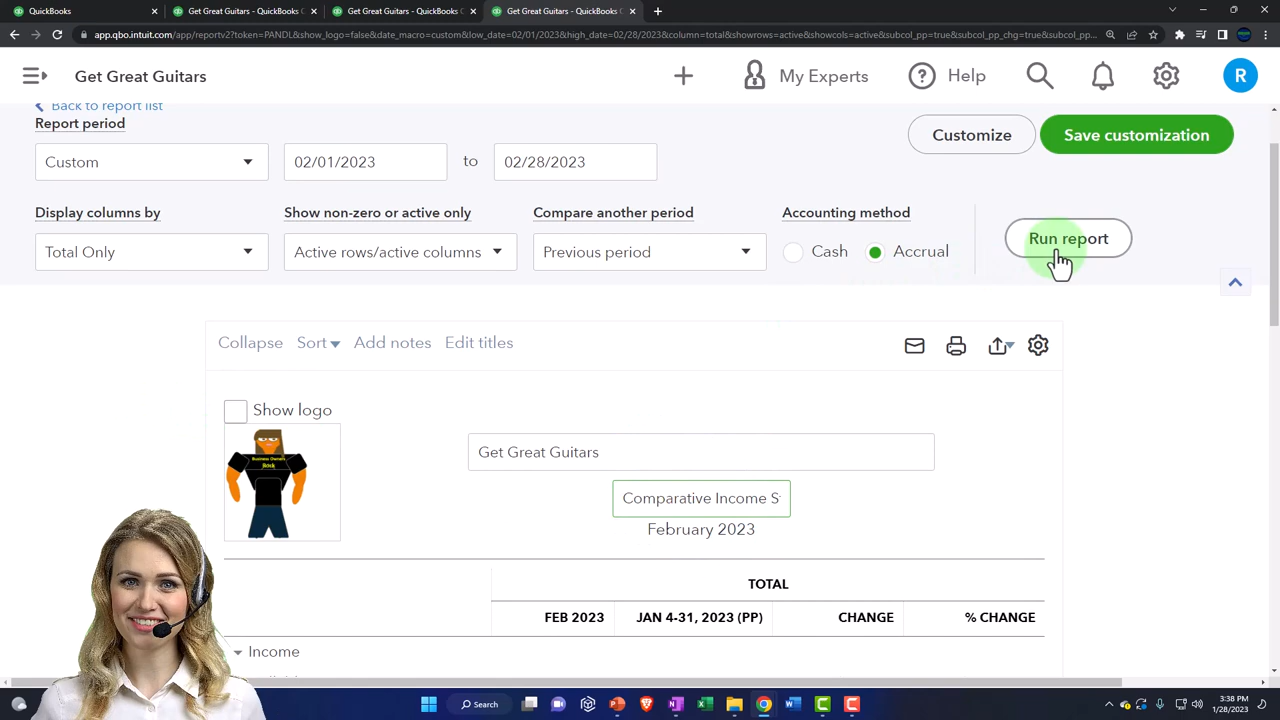 QuickBooks
Get Great Guitars - QuickBooks
Get Great Guitars - QuickBooks
Get Great Guitars - QuickBooks
app.qbo.intuit.com/app/reportv2?token=PANDL&show_logo=false&date_macro=custom&low_date=02/01/2023&high_date=02/28/2023&column=total&showrows=active&showcols=active&subcol_pp=true&subcol_pp_chg=true&subcol_pp...
Get Great Guitars
My Experts
Help
R
Back to report list
Report period
Customize
Save customization
Custom
02/01/2023
to
02/28/2023
Display columns by
Show non-zero or active only
Compare another period
Accounting method
Run report
Total Only
Active rows/active columns
Previous period
Cash
Accrual
Collapse
Sort
Add notes
Edit titles
Show logo
Business Owners
Rock
Get Great Guitars
Comparative Income S
February 2023
TOTAL
FEB 2023
JAN 4-31, 2023 (PP)
CHANGE
% CHANGE
Income
Search
3:38 PM
1/28/2023